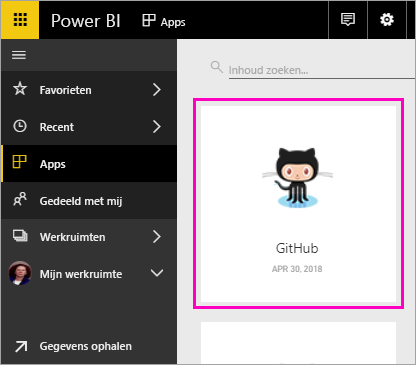 Power BI Apps
Inhoud zoeken...
Favorieten
Recent
Apps
Gedeeld met mij
Werkruimten
Mijn werkruimte
Gegevens ophalen
GitHub
APR 30, 2018